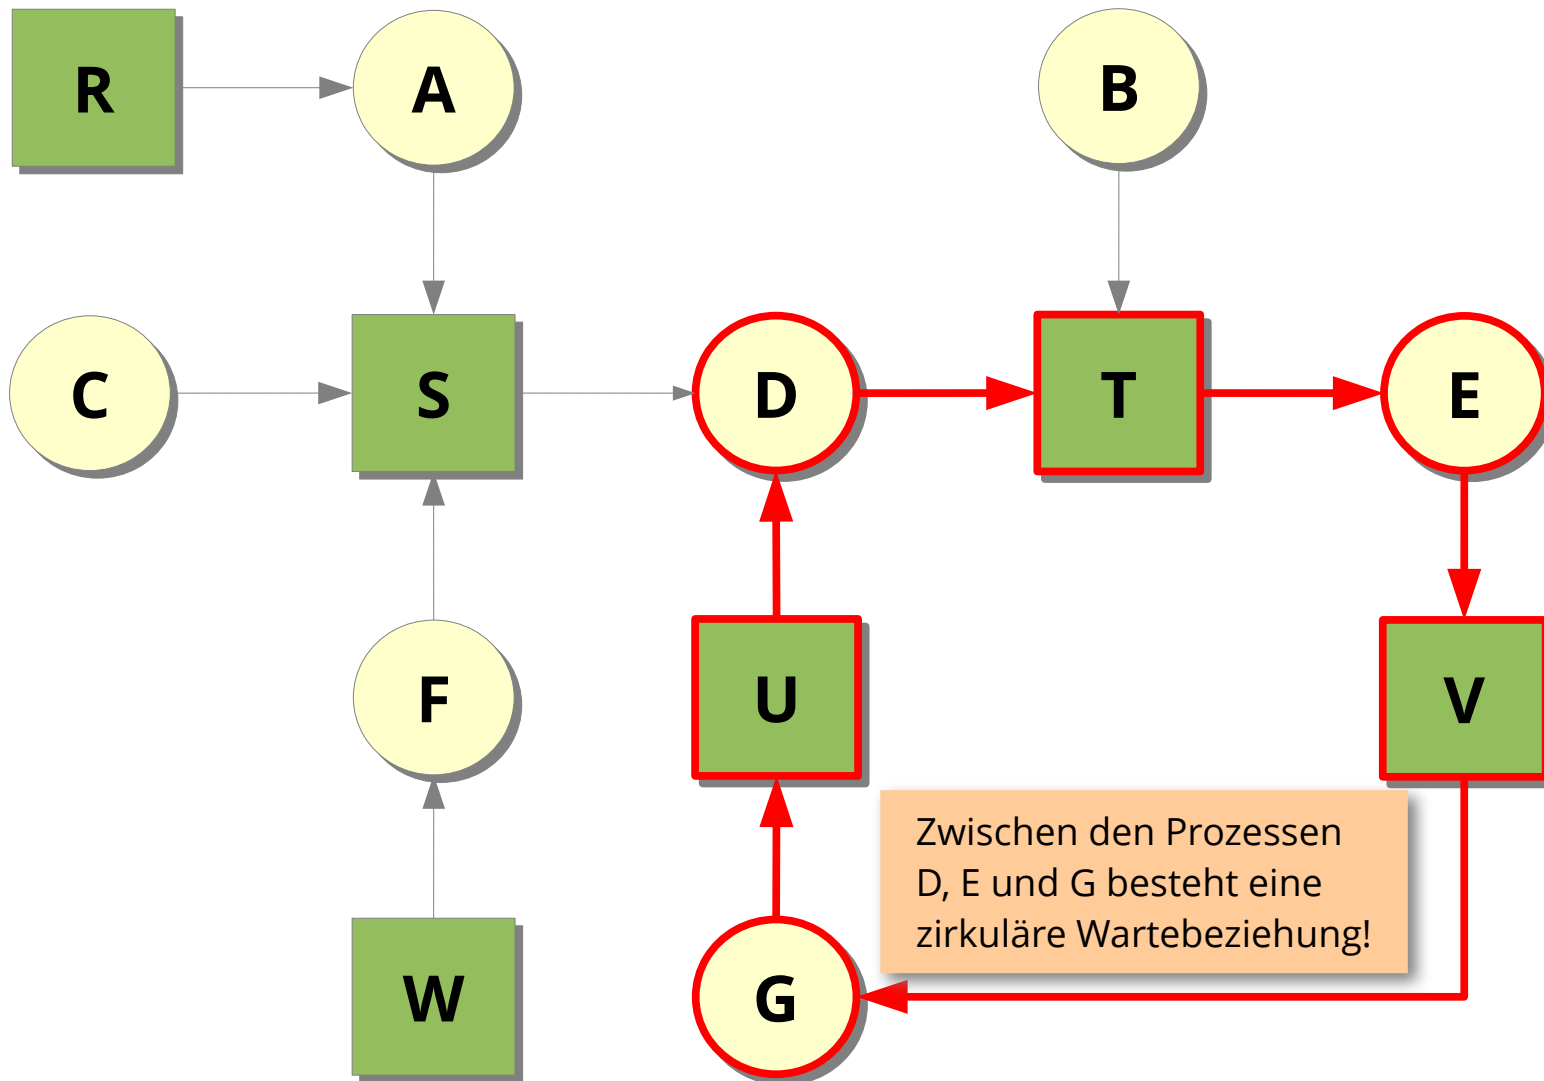 R
A
B
C
S
D
T
E
F
U
V
Zwischen den Prozessen
D, E und G besteht eine
zirkuläre Wartebeziehung!
W
G